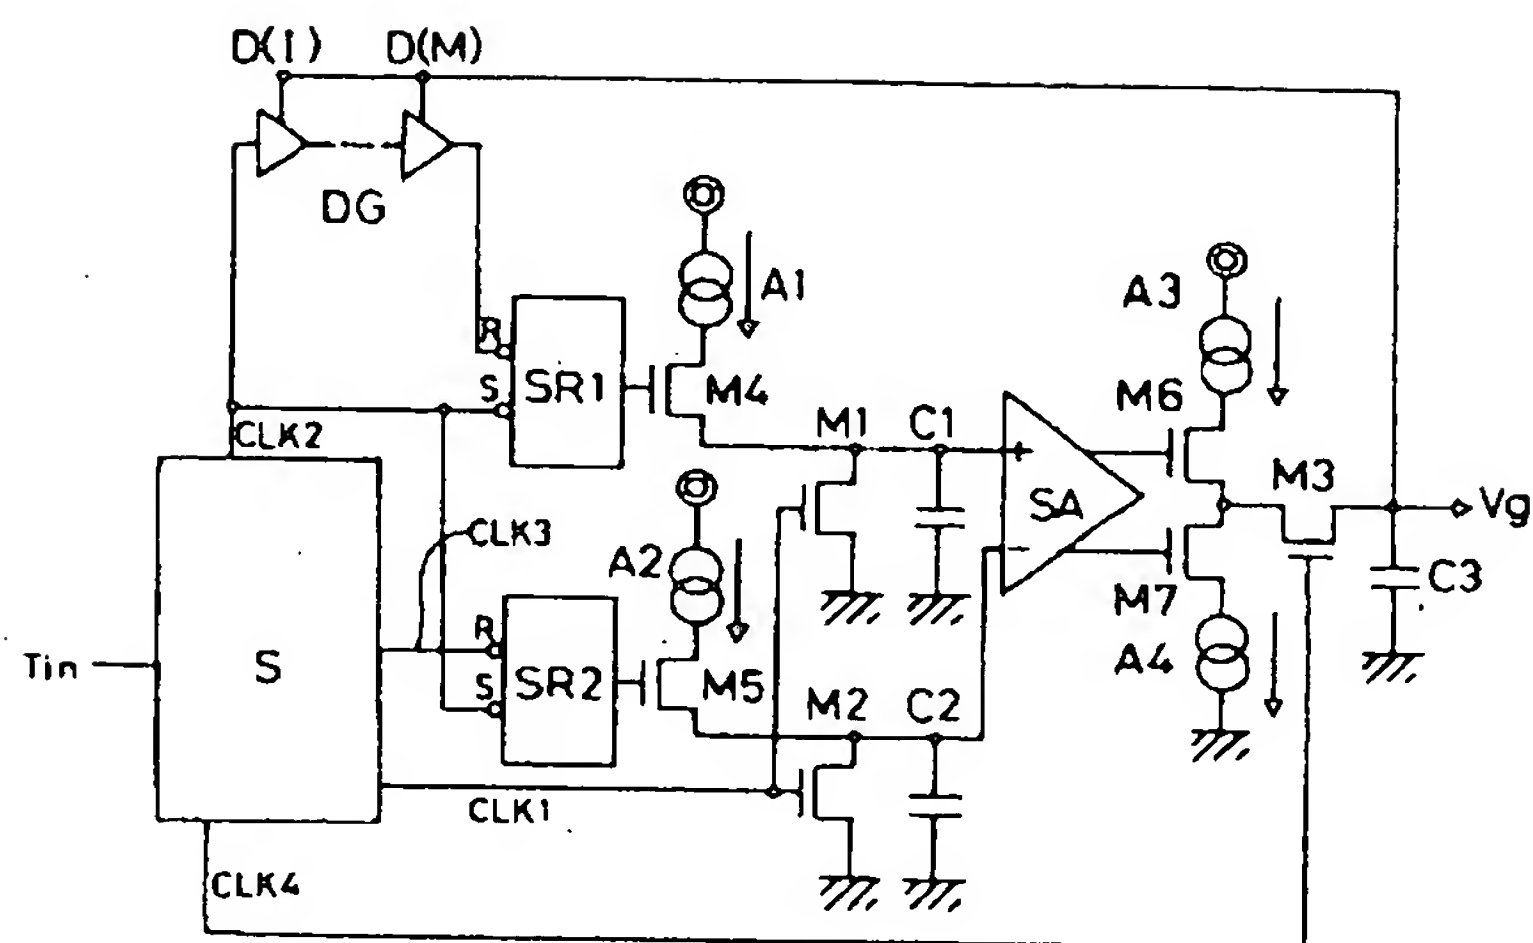 D(1) D(M)
DG
A1
A3
R
S
SR1
M4
M6
CLK2
M1
C1
+
SA
M3
Vg
CLK3
A2
-
M7
C3
R
S
SR2
M5
A4
Tin
S
M2
C2
CLK1
CLK4